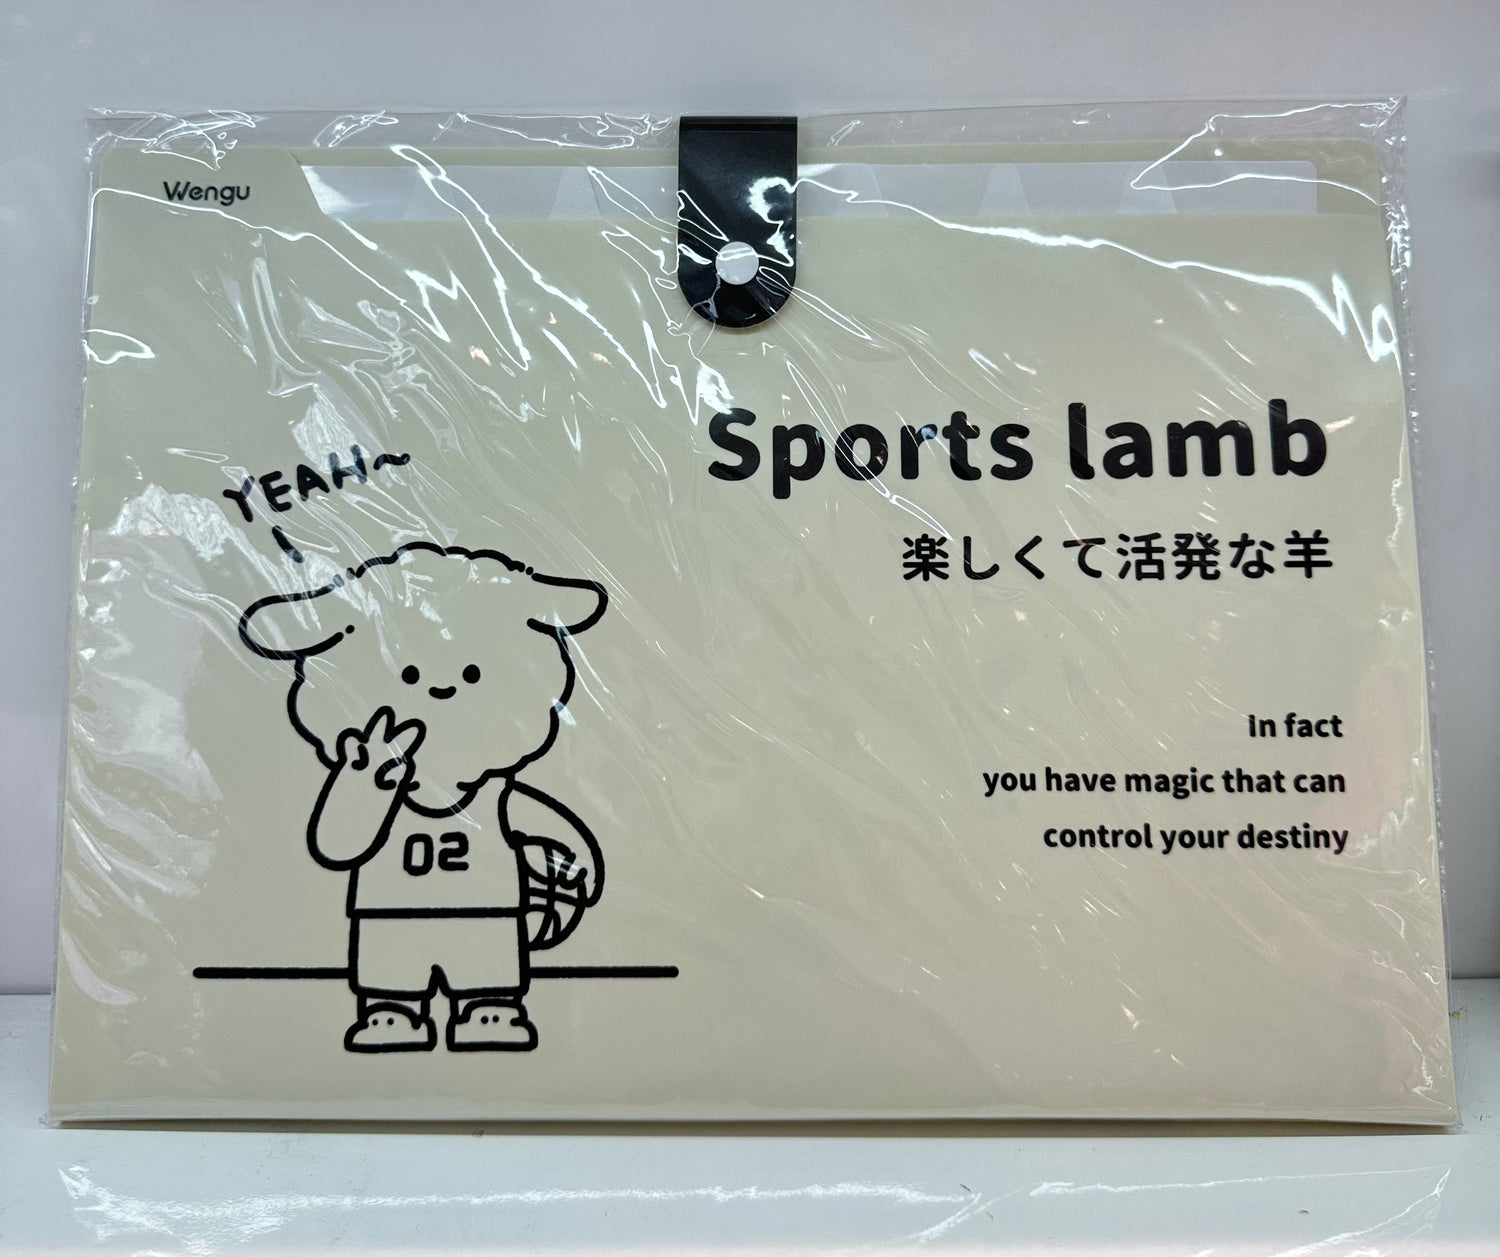 Wengu
Sports lamb
楽しくて活発な羊
YEAH~
In fact
you have magic that can
control your destiny
02